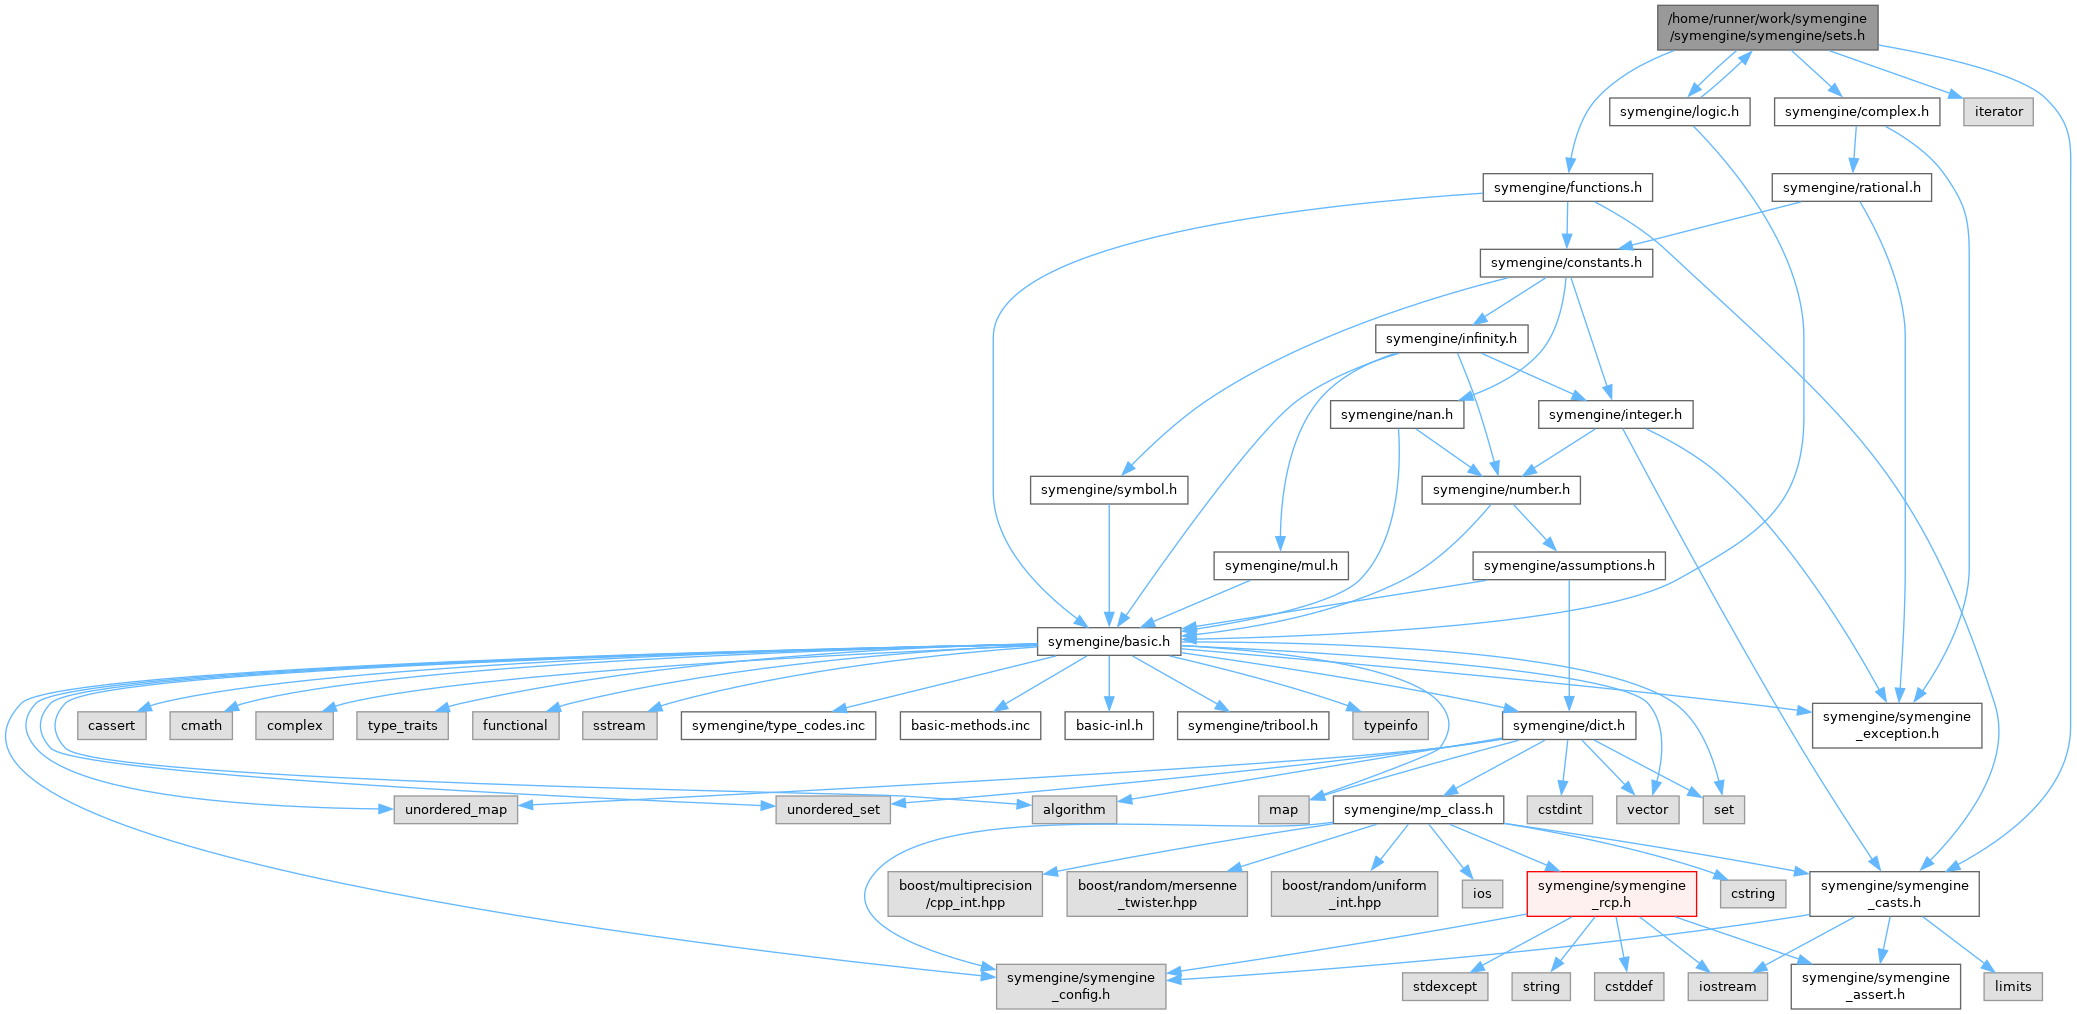 /home/runner/work/symengine
/symengine/symengine/sets.h
symengine/logic.h
symengine/complex.h
iterator
symengine/functions.h
symengine/rational.h
symengine/constants.h
symengine/infinity.h
symengine/nan.h
symengine/integer.h
symengine/symbol.h
symengine/number.h
symengine/mul.h
symengine/assumptions.h
symengine/basic.h
cassert
cmath
complex
type_traits
functional
sstream
symengine/type_codes.inc
basic-methods.inc
basic-inl.h
symengine/tribool.h
typeinfo
symengine/dict.h
symengine/symengine
_exception.h
unordered_map
unordered_set
algorithm
map
symengine/mp_class.h
cstdint
vector
set
boost/multiprecision
/cpp_int.hpp
boost/random/mersenne
_twister.hpp
boost/random/uniform
_int.hpp
ios
symengine/symengine
_rcp.h
cstring
symengine/symengine
_casts.h
symengine/symengine
_config.h
stdexcept
string
cstddef
iostream
symengine/symengine
_assert.h
limits